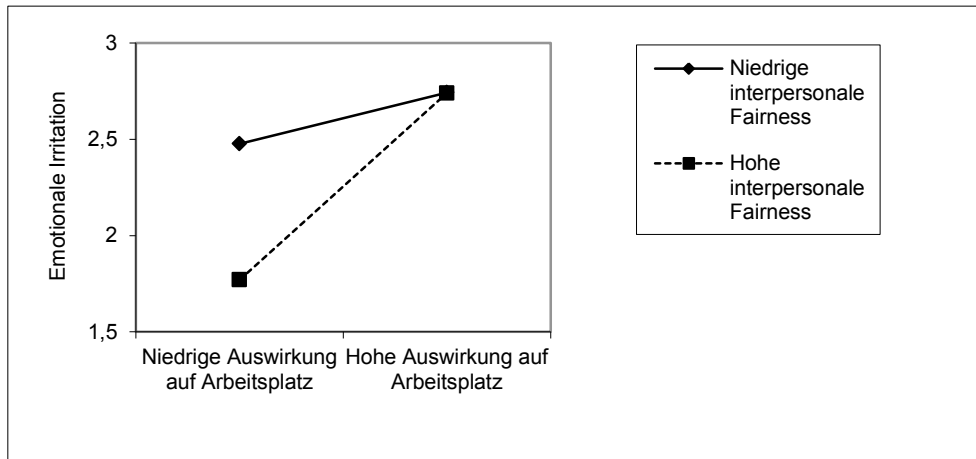 3
2,5
2
1,5
Emotionale Irritation
Niedrige Auswirkung
auf Arbeitsplatz
Hohe Auswirkung auf
Arbeitsplatz
Niedrige
interpersonale
Fairness
Hohe
interpersonale
Fairness